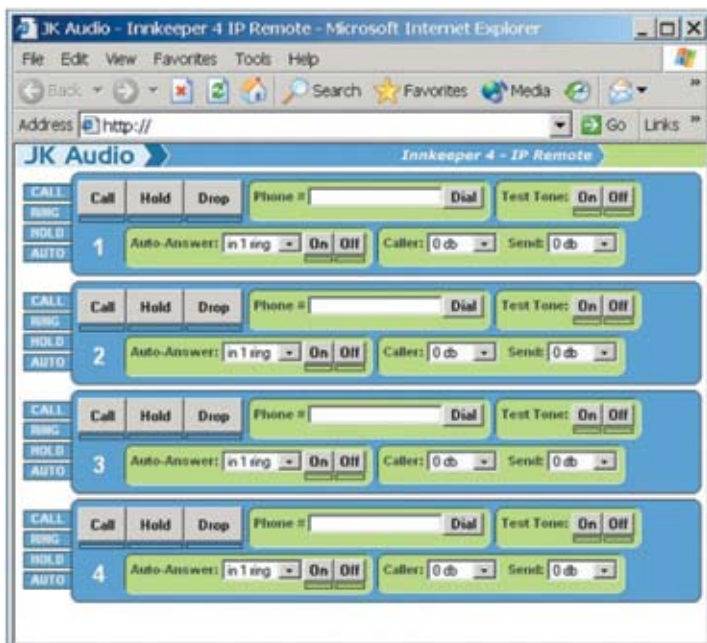 JK Audio - Innkeeper 4 IP Remote - Microsoft Internet Explorer
File Edit View Favorites Tools Help
Back Search Favorites Media
Address http:// Go Links
JK Audio Innkeeper 4 - IP Remote
CALL Call Hold Drop Phone # Dial Test Tone: On Off
RING
HOLD 1 Auto-Answer: in 1 ring On Off Caller: 0 db Send: 0 db
AUTO
CALL Call Hold Drop Phone # Dial Test Tone: On Off
RING
HOLD 2 Auto-Answer: in 1 ring On Off Caller: 0 db Send: 0 db
AUTO
CALL Call Hold Drop Phone # Dial Test Tone: On Off
RING
HOLD 3 Auto-Answer: in 1 ring On Off Caller: 0 db Send: 0 db
AUTO
CALL Call Hold Drop Phone # Dial Test Tone: On Off
RING
HOLD 4 Auto-Answer: in 1 ring On Off Caller: 0 db Send: 0 db
AUTO